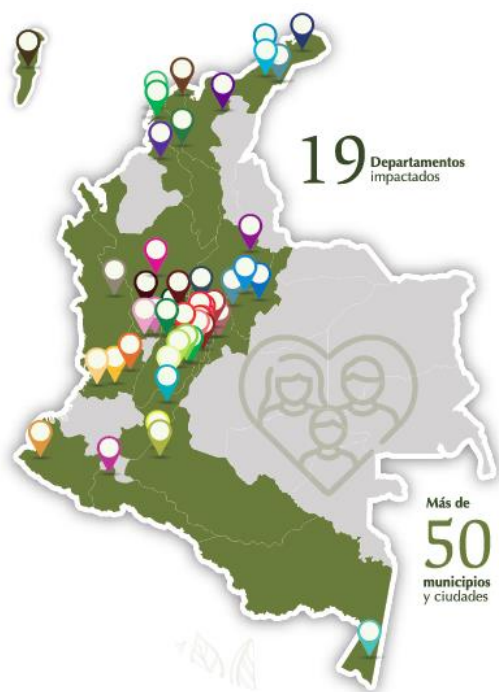 19 Departamentos
impactados
Más de
50
municipios
y ciudades